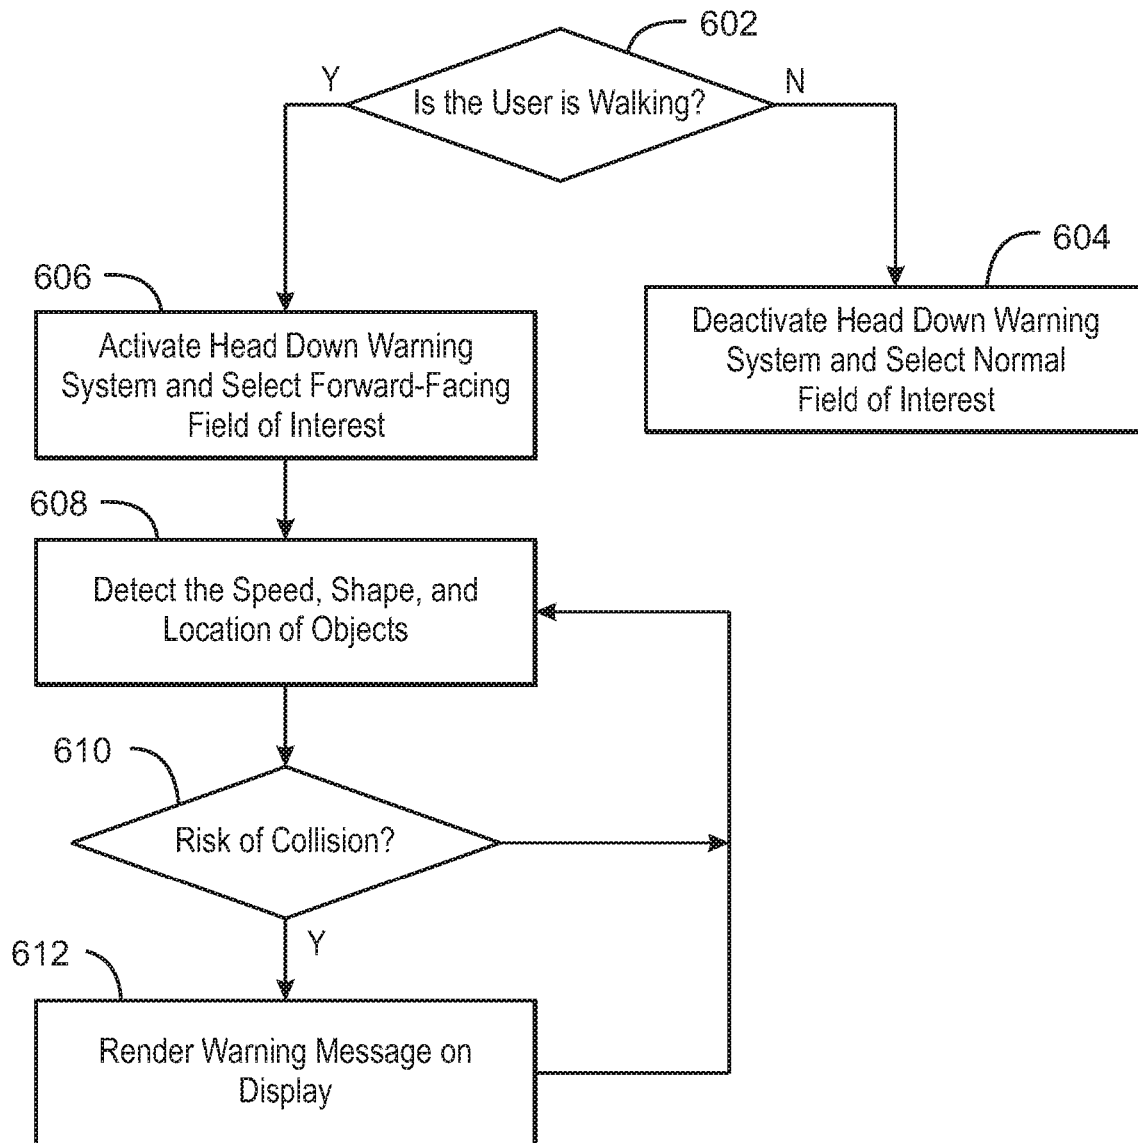 602
Y
Is the User is Walking?
N
604
606
Deactivate Head Down Warning
System and Select Normal
Field of Interest
Activate Head Down Warning
System and Select Forward-Facing
Field of Interest
608
Detect the Speed, Shape, and
Location of Objects
610
Risk of Collision?
Y
612
Render Warning Message on
Display